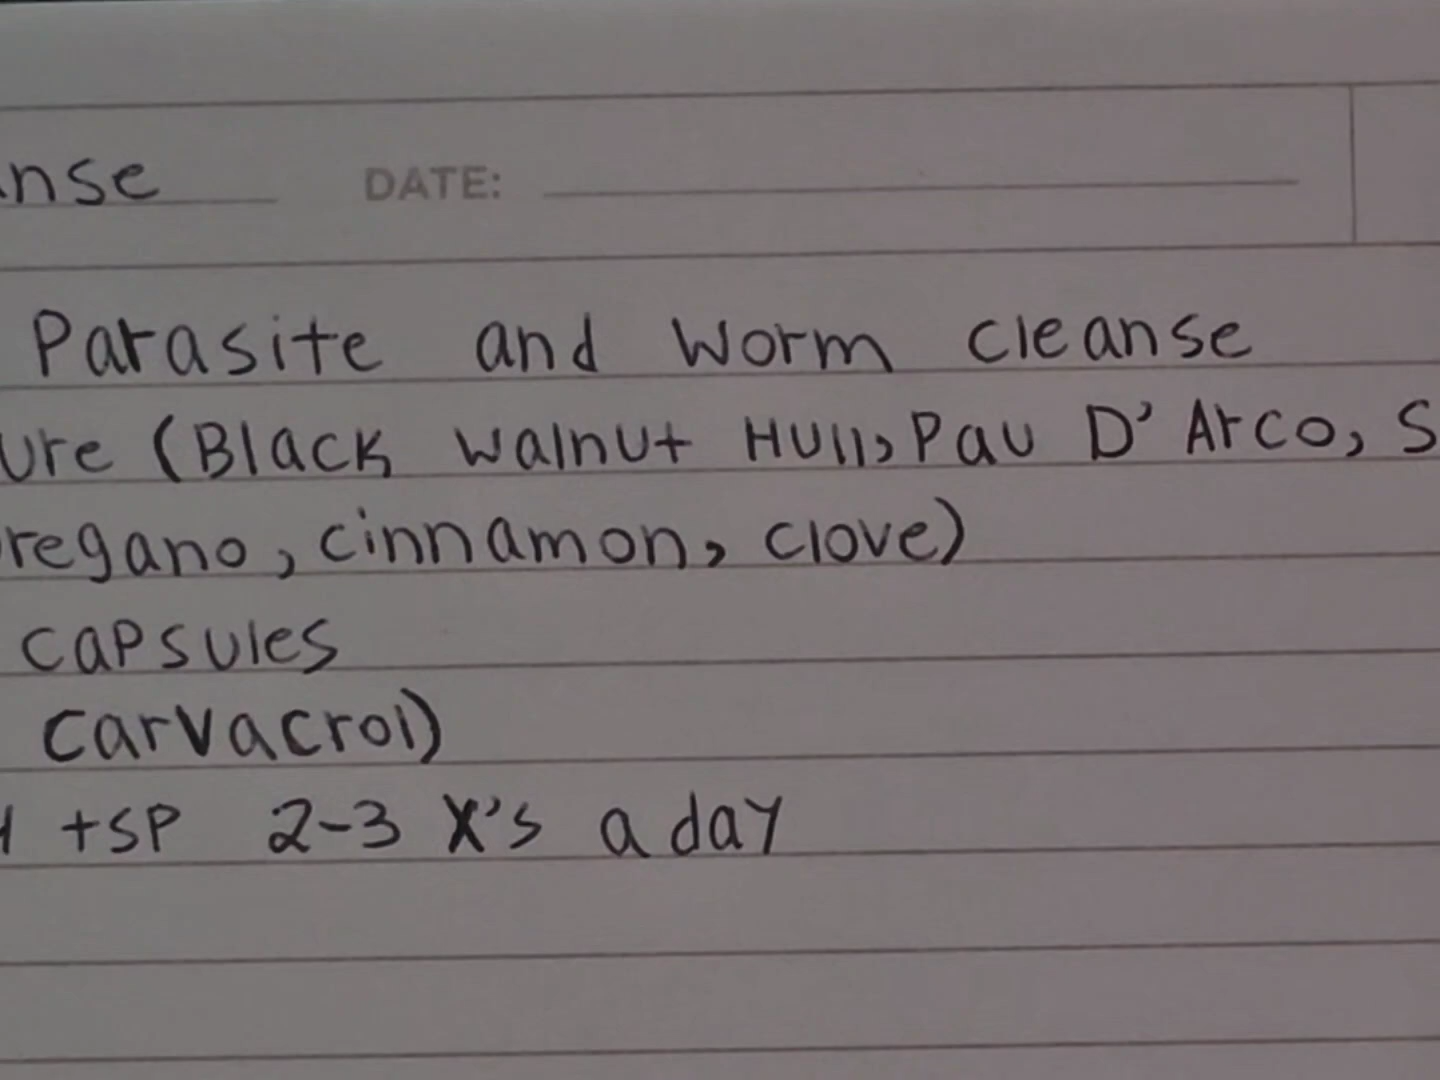 nse DATE:
Parasite and worm cleanse
ure (Black walnut Hull, Pau D'Arco, S
regano, cinnamon, clove)
capsules
carvacrol)
tsp 2-3 X's a day